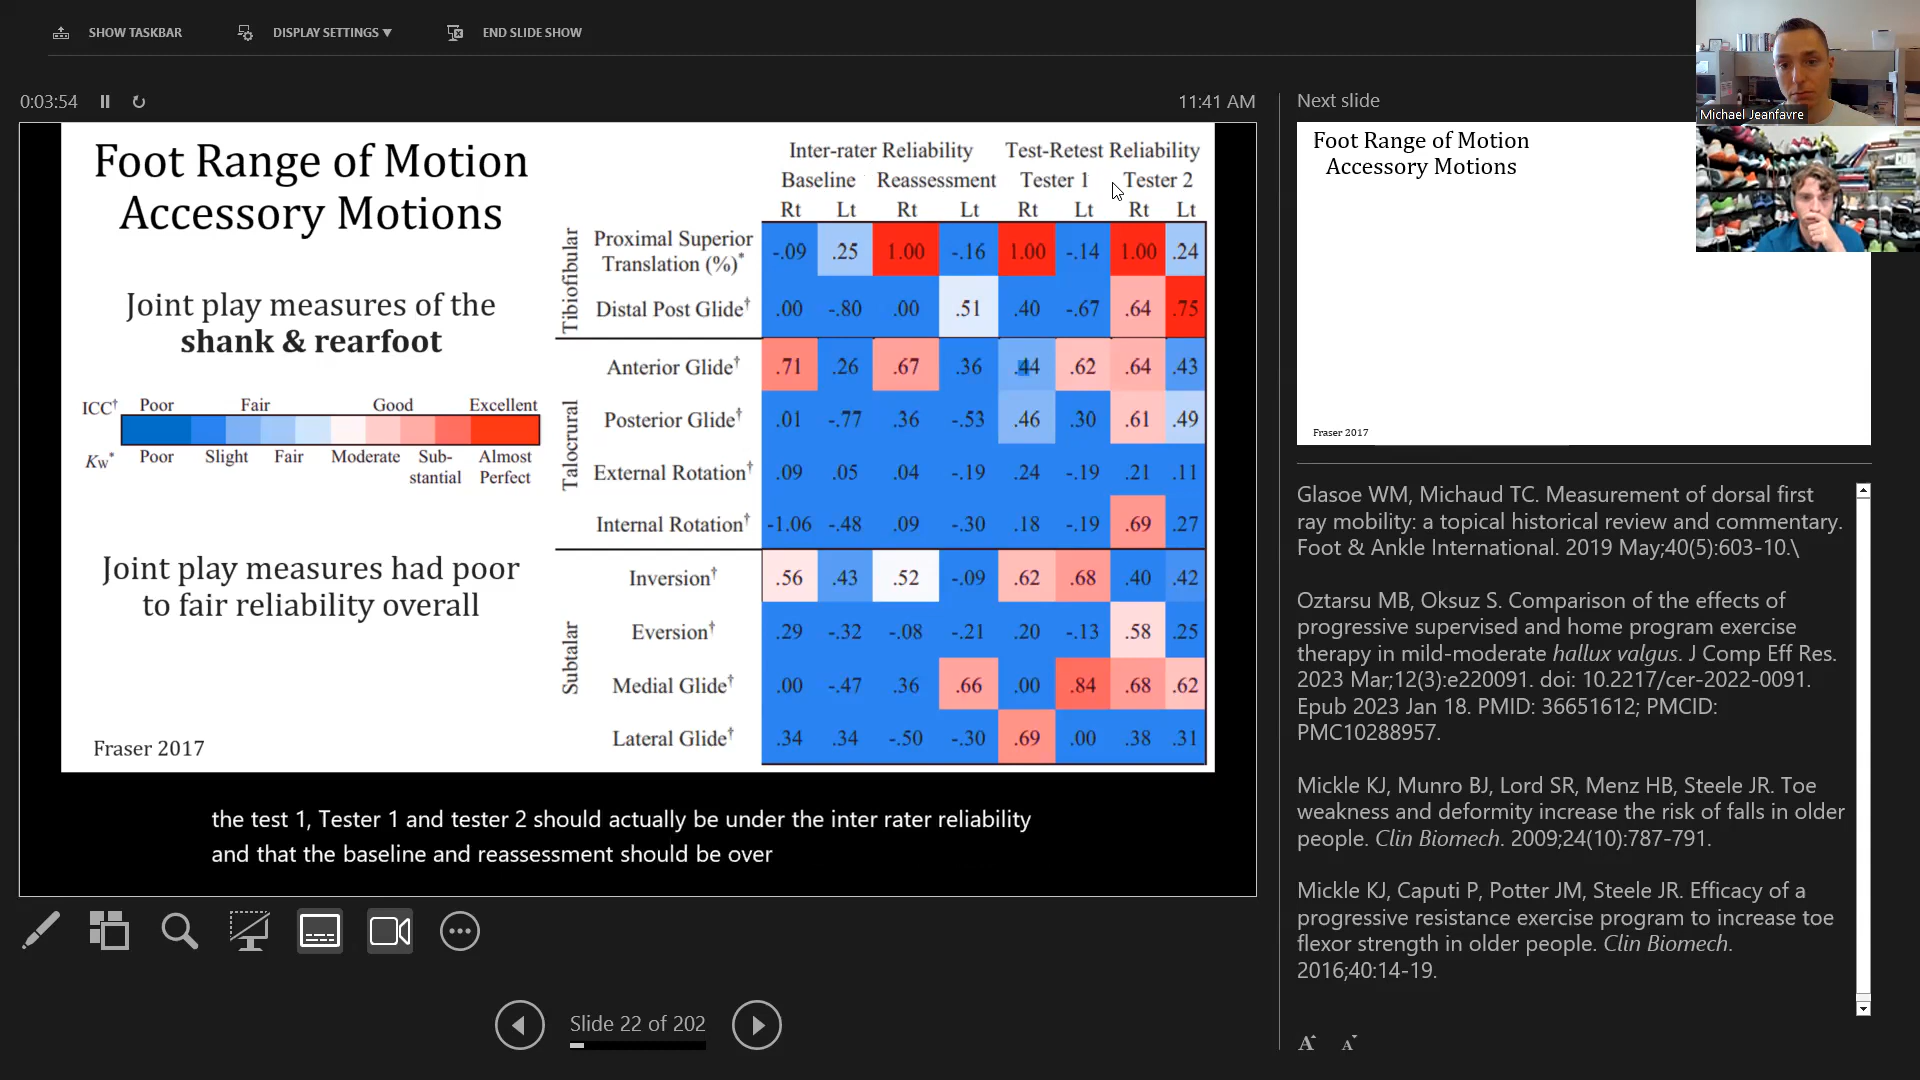 SHOW TASKBAR
DISPLAY SETTINGS ▼
END SLIDE SHOW
0:03:54
11:41 AM
Foot Range of Motion
Accessory Motions
Joint play measures of the
shank & rearfoot
ICC† Poor Fair Good Excellent
Kw* Poor Slight Fair Moderate Sub- Almost
stantial Perfect
Joint play measures had poor
to fair reliability overall
Fraser 2017
Inter-rater Reliability Test-Retest Reliability
Baseline Reassessment Tester 1 Tester 2
Rt Lt Rt Lt Rt Lt Rt Lt
Tibiofibular
Proximal Superior
Translation (%)* -.09 .25 1.00 -.16 1.00 -.14 1.00 .24
Distal Post Glide† .00 -.80 .00 .51 .40 -.67 .64 .75
Talocrural
Anterior Glide† .71 .26 .67 .36 .44 .62 .64 .43
Posterior Glide† .01 -.77 .36 -.53 .46 .30 .61 .49
External Rotation† .09 .05 .04 -.19 .24 -.19 .21 .11
Internal Rotation† -1.06 -.48 .09 -.30 .18 -.19 .69 .27
Subtalar
Inversion† .56 .43 .52 -.09 .62 .68 .40 .42
Eversion† .29 -.32 -.08 -.21 .20 -.13 .58 .25
Medial Glide† .00 -.47 .36 .66 .00 .84 .68 .62
Lateral Glide† .34 .34 -.50 -.30 .69 .00 .38 .31
the test 1, Tester 1 and tester 2 should actually be under the inter rater reliability
and that the baseline and reassessment should be over
Slide 22 of 202
Next slide
Foot Range of Motion
Accessory Motions
Fraser 2017
Michael Jeanfavre
Glasoe WM, Michaud TC. Measurement of dorsal first
ray mobility: a topical historical review and commentary.
Foot & Ankle International. 2019 May;40(5):603-10.\
Oztarsu MB, Oksuz S. Comparison of the effects of
progressive supervised and home program exercise
therapy in mild-moderate hallux valgus. J Comp Eff Res.
2023 Mar;12(3):e220091. doi: 10.2217/cer-2022-0091.
Epub 2023 Jan 18. PMID: 36651612; PMCID:
PMC10288957.
Mickle KJ, Munro BJ, Lord SR, Menz HB, Steele JR. Toe
weakness and deformity increase the risk of falls in older
people. Clin Biomech. 2009;24(10):787-791.
Mickle KJ, Caputi P, Potter JM, Steele JR. Efficacy of a
progressive resistance exercise program to increase toe
flexor strength in older people. Clin Biomech.
2016;40:14-19.
A A